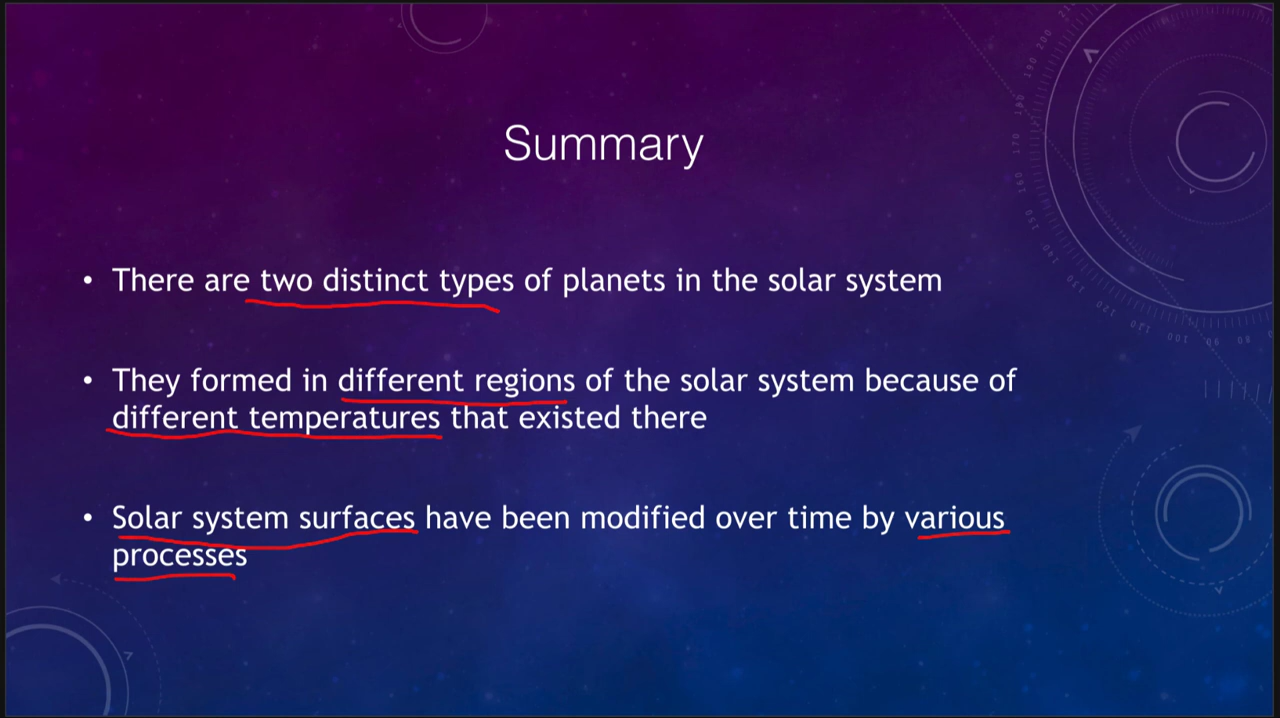 Summary
• There are two distinct types of planets in the solar system
• They formed in different regions of the solar system because of
different temperatures that existed there
• Solar system surfaces have been modified over time by various
processes